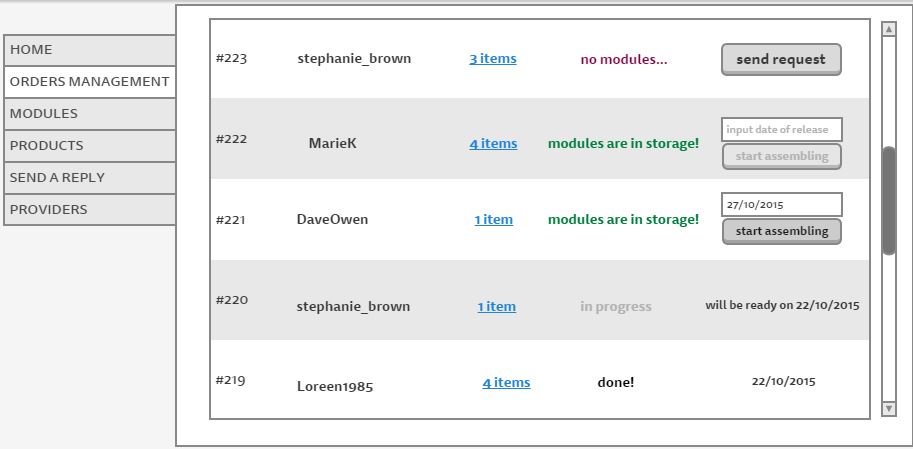 HOME
ORDERS MANAGEMENT
MODULES
PRODUCTS
SEND A REPLY
PROVIDERS
#223 stephanie_brown 3 items no modules... send request
input date of release
#222 MarieK 4 items modules are in storage!
start assembling
27/10/2015
#221 DaveOwen 1 item modules are in storage!
start assembling
#220 stephanie_brown 1 item in progress will be ready on 22/10/2015
#219 Loreen1985 4 items done! 22/10/2015